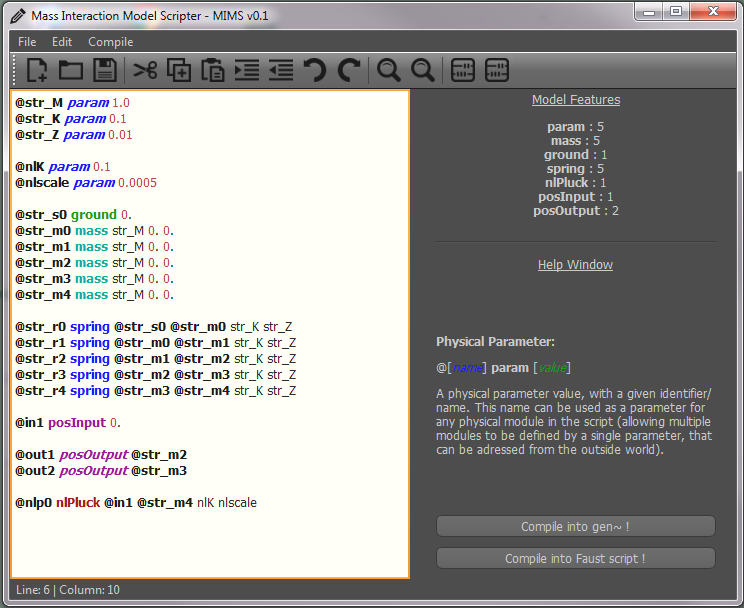 Mass Interaction Model Scripter - MIMS v0.1
File Edit Compile
@str_M param 1.0
@str_K param 0.1
@str_Z param 0.01
@nlK param 0.1
@nlscale param 0.0005
@str_s0 ground 0.
@str_m0 mass str_M 0. 0.
@str_m1 mass str_M 0. 0.
@str_m2 mass str_M 0. 0.
@str_m3 mass str_M 0. 0.
@str_m4 mass str_M 0. 0.
@str_r0 spring @str_s0 @str_m0 str_K str_Z
@str_r1 spring @str_m0 @str_m1 str_K str_Z
@str_r2 spring @str_m1 @str_m2 str_K str_Z
@str_r3 spring @str_m2 @str_m3 str_K str_Z
@str_r4 spring @str_m3 @str_m4 str_K str_Z
@in1 posInput 0.
@out1 posOutput @str_m2
@out2 posOutput @str_m3
@nlp0 nlPluck @in1 @str_m4 nlK nlscale
Model Features
param : 5
mass : 5
ground : 1
spring : 5
nlPluck : 1
posInput : 1
posOutput : 2
Help Window
Physical Parameter:
@[name] param [value]
A physical parameter value, with a given identifier/
name. This name can be used as a parameter for
any physical module in the script (allowing multiple
modules to be defined by a single parameter, that
can be adressed from the outside world).
Compile into gen~ !
Compile into Faust script !
Line: 6 | Column: 10